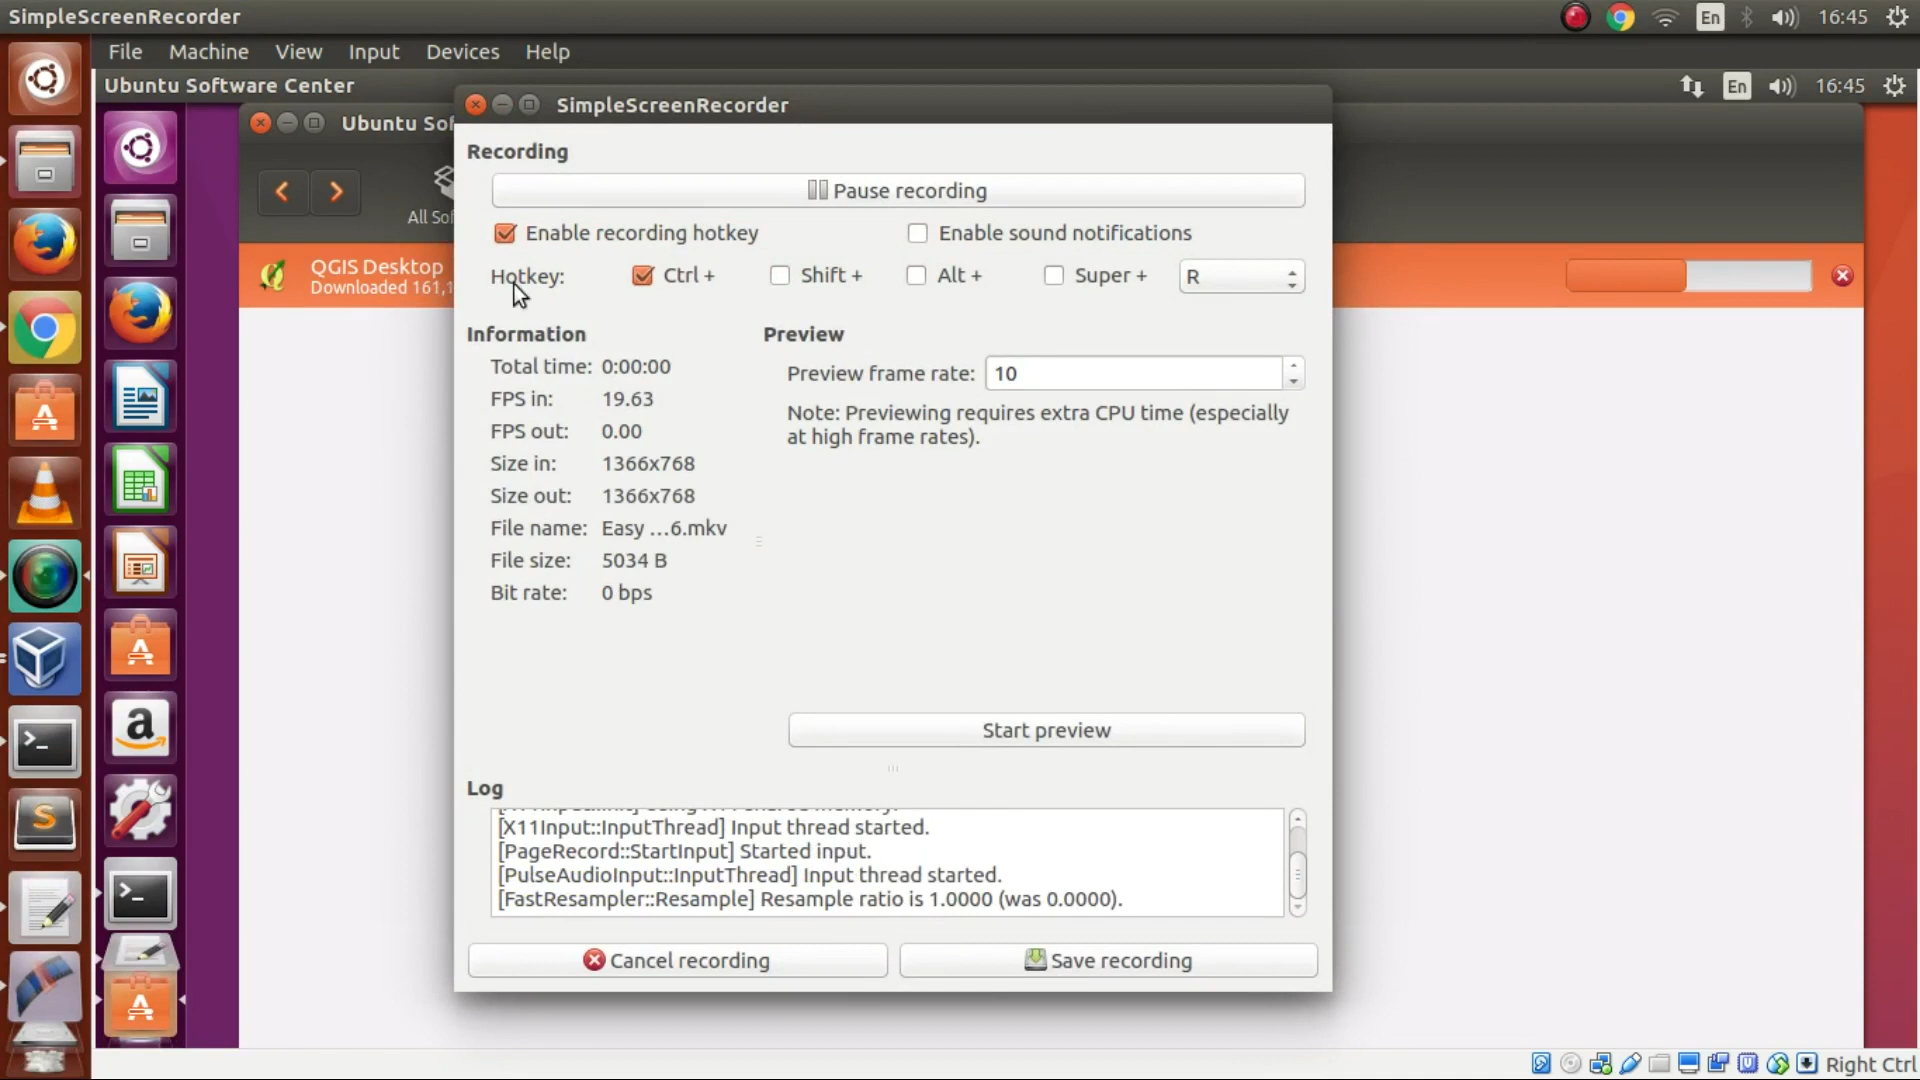 SimpleScreenRecorder
En
16:45
File Machine View Input Devices Help
Ubuntu Software Center
En
16:45
SimpleScreenRecorder
Recording
Pause recording
Enable recording hotkey
Enable sound notifications
Hotkey: Ctrl + Shift + Alt + Super + R
QGIS Desktop
Downloaded
Information
Total time: 0:00:00
FPS in: 19.63
FPS out: 0.00
Size in: 1366x768
Size out: 1366x768
File name: Easy ...6.mkv
File size: 5034 B
Bit rate: 0 bps
Preview
Preview frame rate: 10
Note: Previewing requires extra CPU time (especially
at high frame rates).
Start preview
Log
[X11Input::InputThread] Input thread started.
[PageRecord::StartInput] Started input.
[PulseAudioInput::InputThread] Input thread started.
[FastResampler::Resample] Resample ratio is 1.0000 (was 0.0000).
Cancel recording
Save recording
Right Ctrl